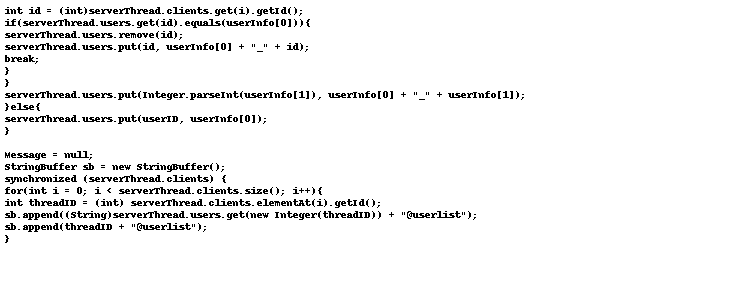 int id = (int)serverThread.clients.get(i).getId();
if(serverThread.users.get(id).equals(userInfo[0])){
serverThread.users.remove(id);
serverThread.users.put(id, userInfo[0] + "_" + id);
break;
}
}
serverThread.users.put(Integer.parseInt(userInfo[1]), userInfo[0] + "_" + userInfo[1]);
}else{
serverThread.users.put(userID, userInfo[0]);
}
Message = null;
StringBuffer sb = new StringBuffer();
synchronized (serverThread.clients) {
for(int i = 0; i < serverThread.clients.size(); i++){
int threadID = (int) serverThread.clients.elementAt(i).getId();
sb.append((String)serverThread.users.get(new Integer(threadID)) + "@userlist");
sb.append(threadID + "@userlist");
}